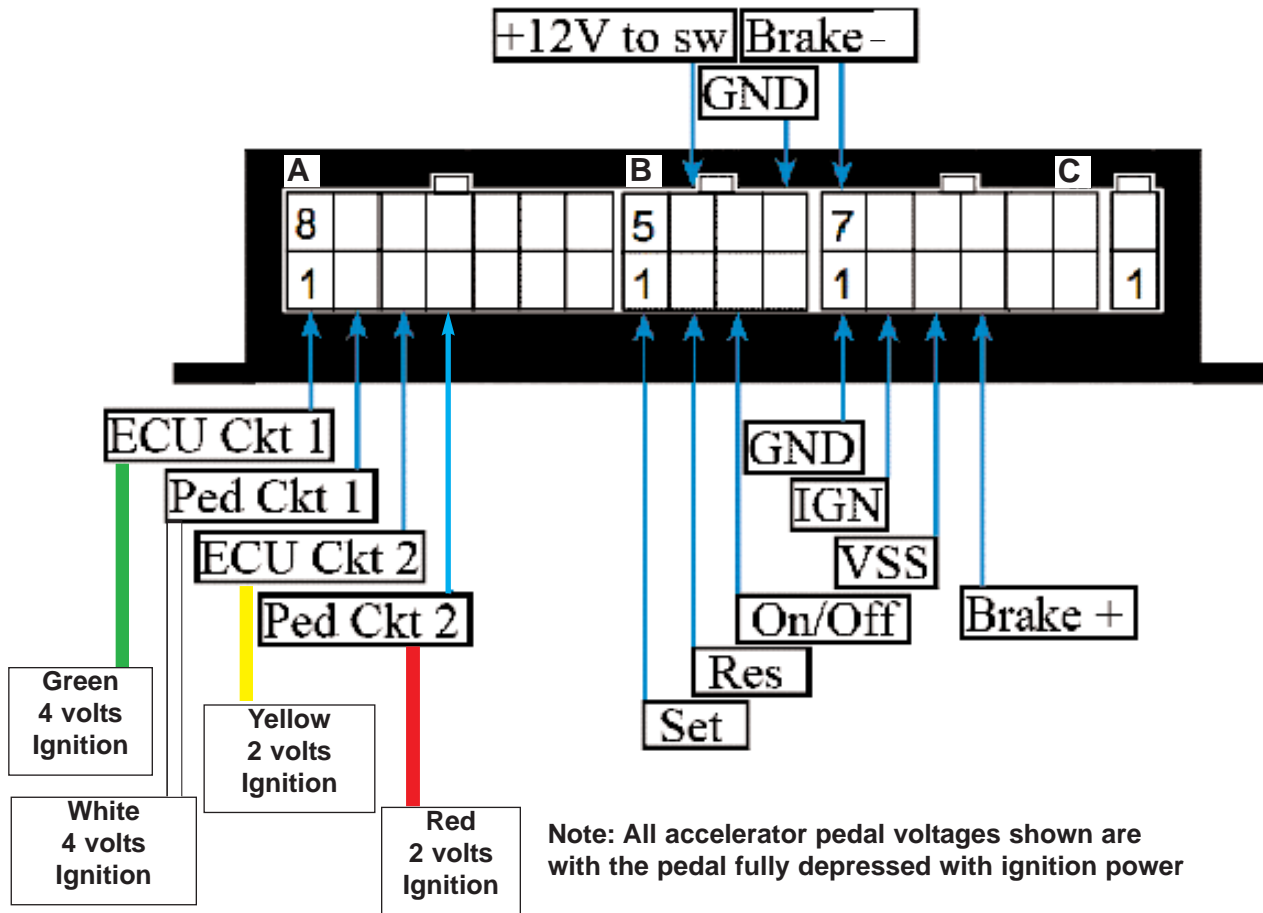 +12V to sw
Brake -
GND
A
B
C
8
5
7
1
1
1
1
ECU Ckt 1
Ped Ckt 1
ECU Ckt 2
Ped Ckt 2
GND
IGN
VSS
Brake +
On/Off
Res
Set
Green
4 volts
Ignition
Yellow
2 volts
Ignition
White
4 volts
Ignition
Red
2 volts
Ignition
Note: All accelerator pedal voltages shown are
with the pedal fully depressed with ignition power